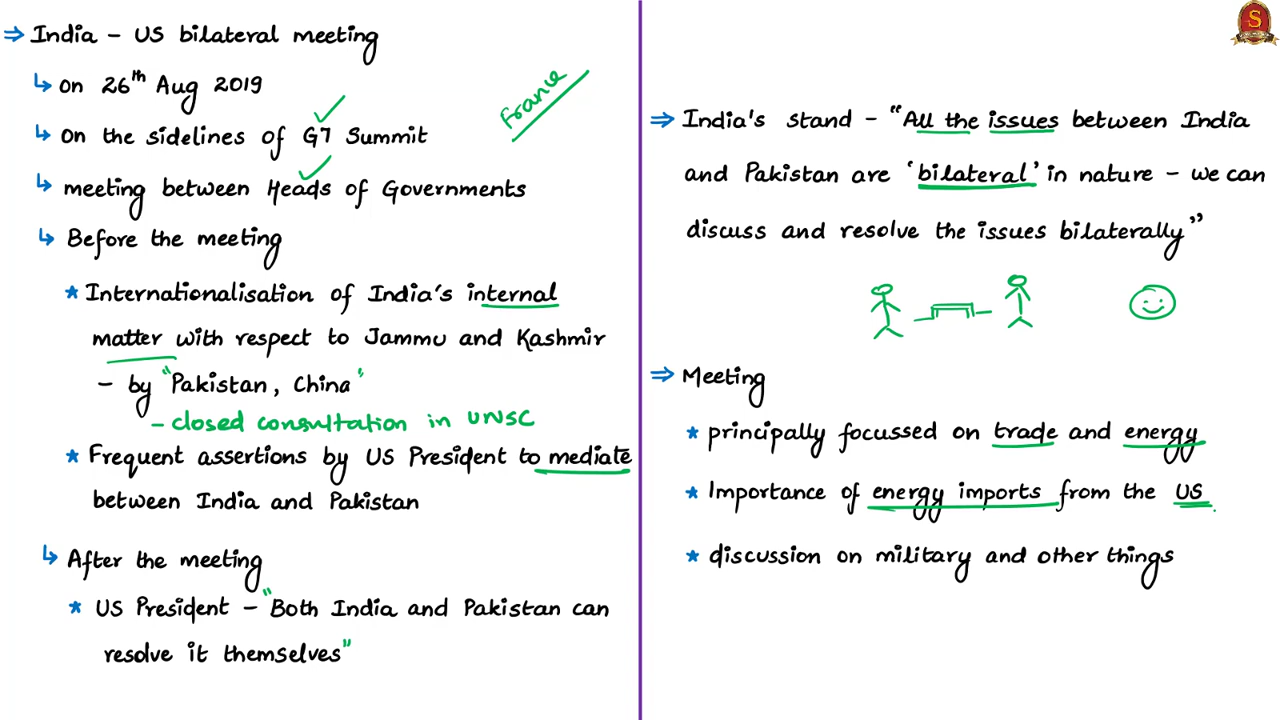 ⇒ India - US bilateral meeting
↳ on 26th Aug 2019
↳ on the sidelines of G7 Summit
France
↳ meeting between Heads of Governments
↳ Before the meeting
* Internationalisation of India's internal
matter with respect to Jammu and Kashmir
- by "Pakistan, China"
- closed consultation in UNSC
* Frequent assertions by US President to mediate
between India and Pakistan
↳ After the meeting
* US President - "Both India and Pakistan can
resolve it themselves"
S
⇒ India's stand - "All the issues between India
and Pakistan are 'bilateral' in nature - we can
discuss and resolve the issues bilaterally"
⇒ Meeting
* principally focussed on trade and energy
* Importance of energy imports from the US
* discussion on military and other things